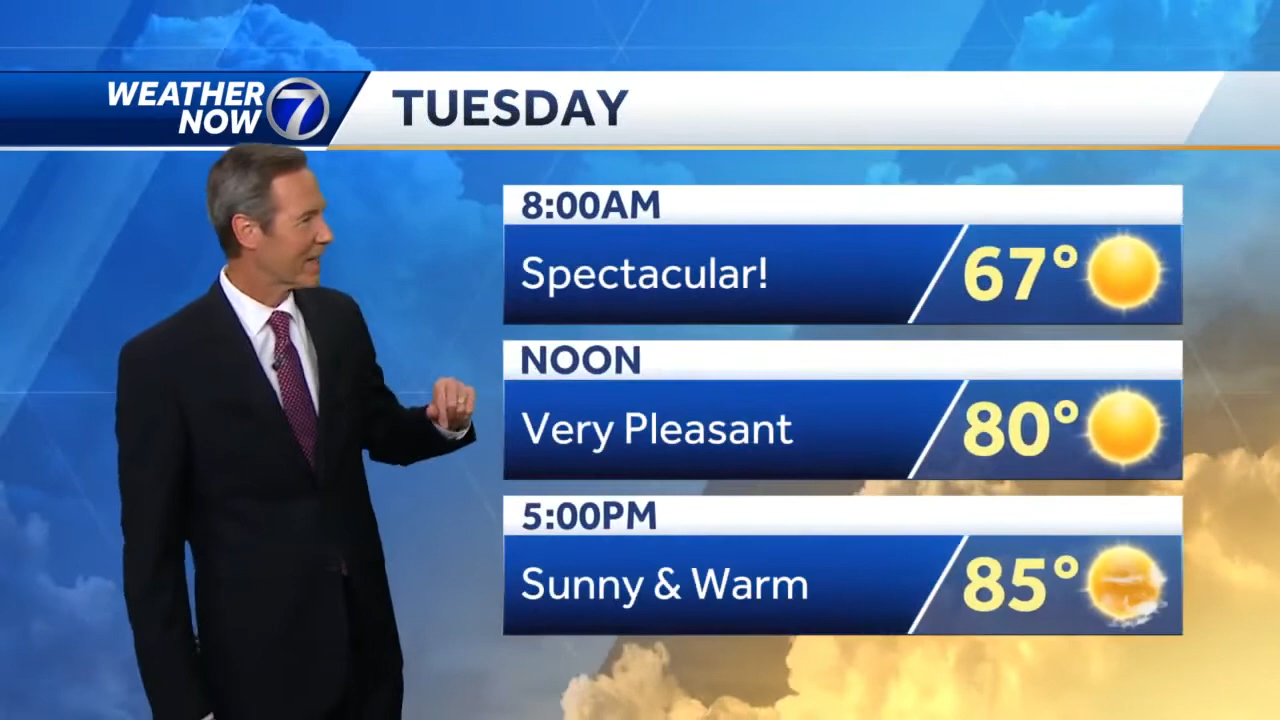 WEATHER
NOW 7
TUESDAY
8:00AM
Spectacular! 67°
NOON
Very Pleasant 80°
5:00PM
Sunny & Warm 85°